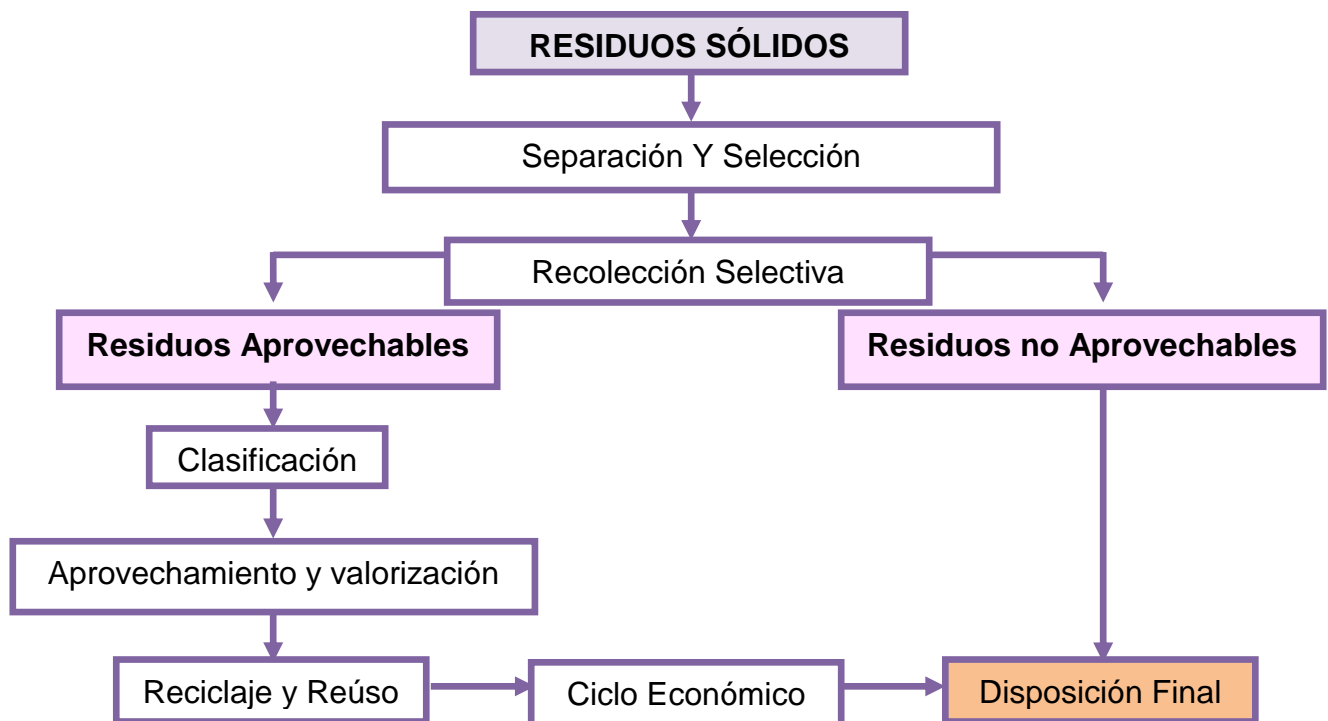 RESIDUOS SÓLIDOS
Separación Y Selección
Recolección Selectiva
Residuos Aprovechables
Residuos no Aprovechables
Clasificación
Aprovechamiento y valorización
Reciclaje y Reúso
Ciclo Económico
Disposición Final